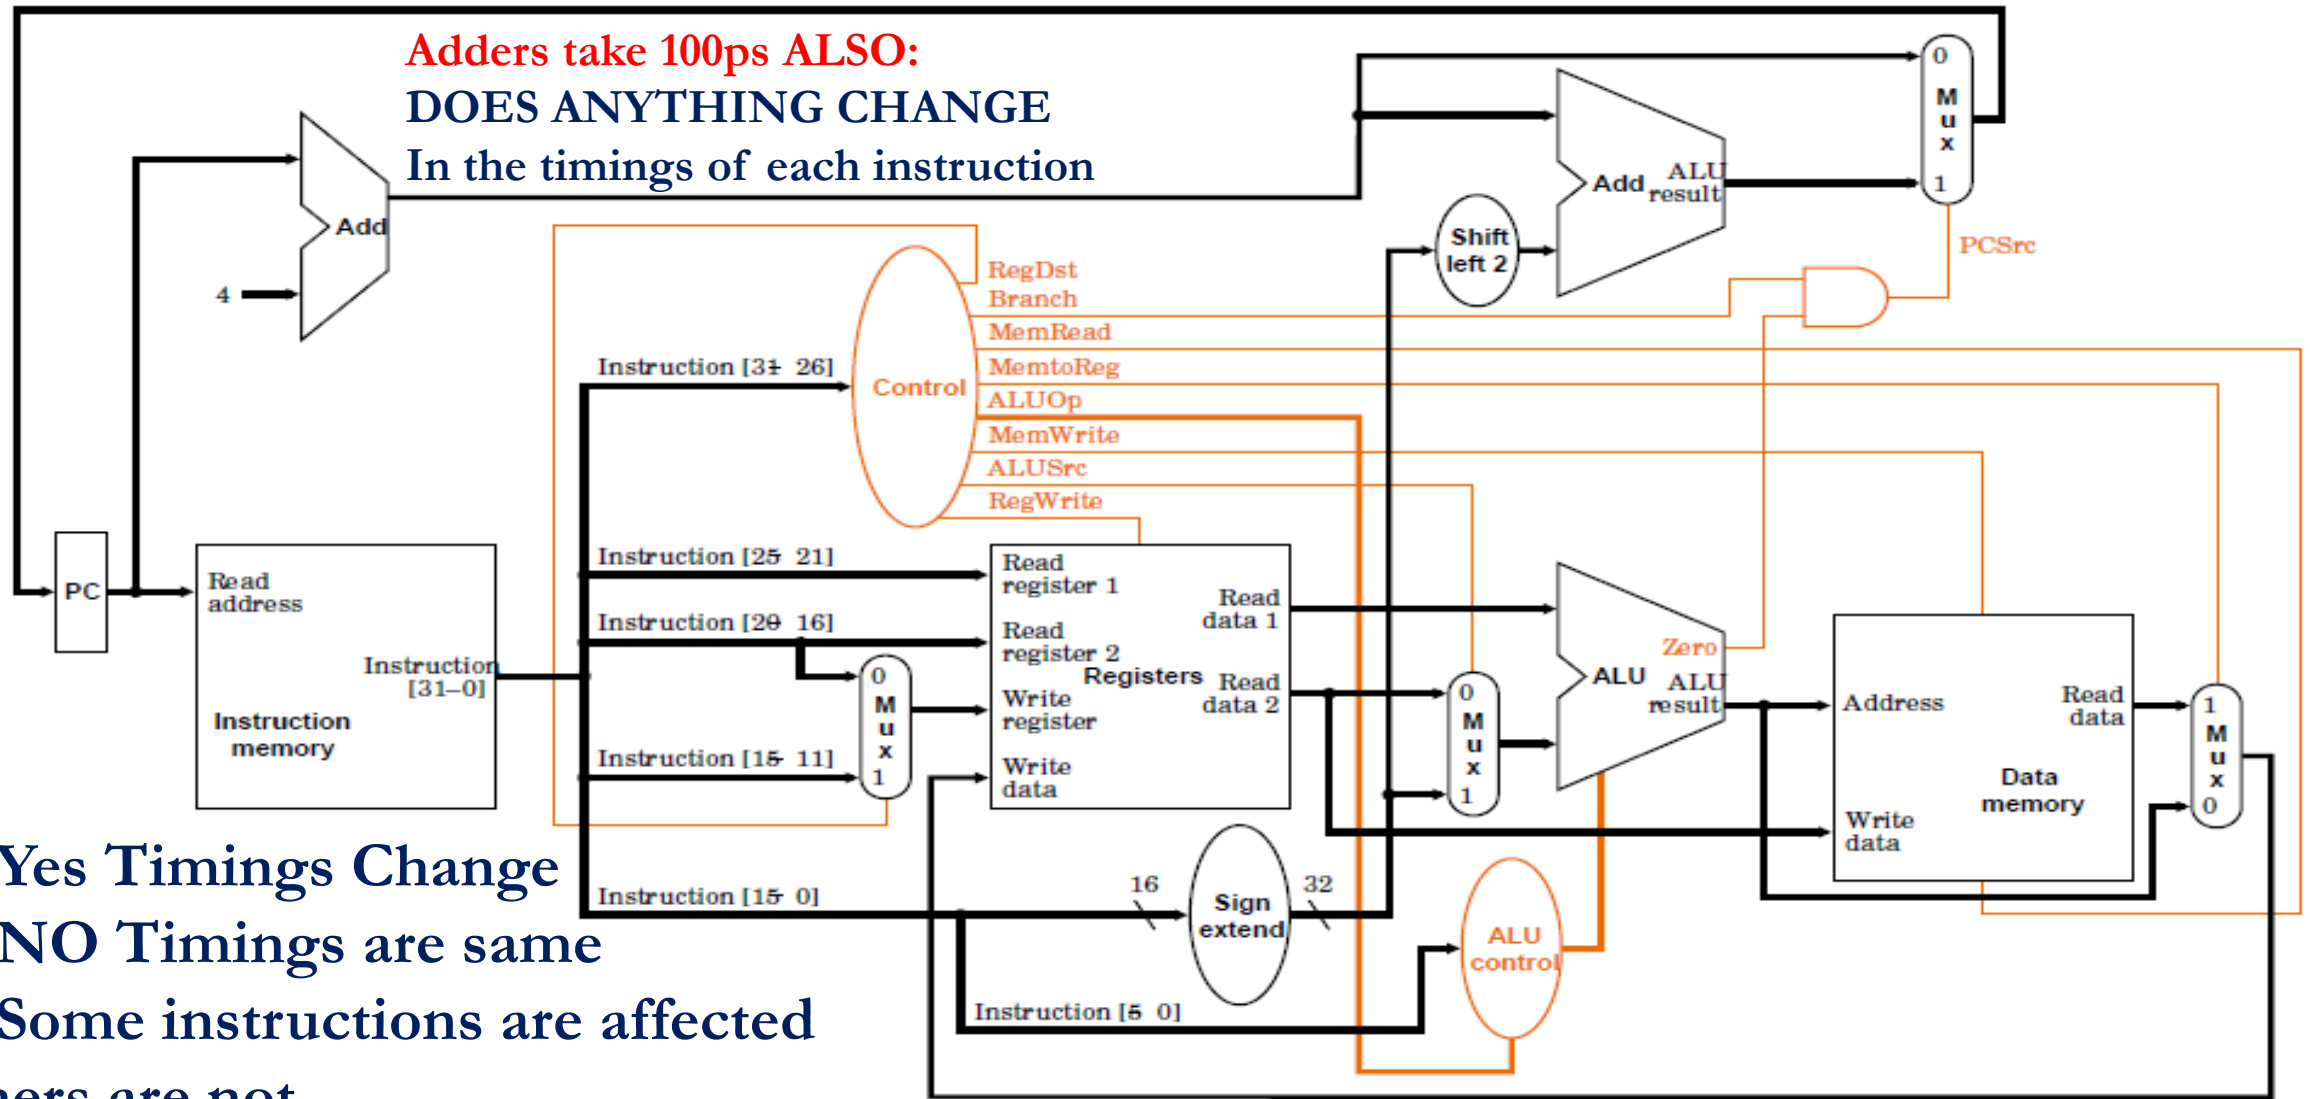 Adders take 100ps ALSO:
DOES ANYTHING CHANGE
In the timings of each instruction
0
M
u
x
1
ALU
Add result
Add
4
Shift
left 2
PCSrc
RegDst
Branch
MemRead
MemtoReg
ALUOp
MemWrite
ALUSrc
RegWrite
Control
Instruction [31 26]
Instruction [25 21]
Instruction [20 16]
Instruction [15 11]
Instruction [15 0]
Instruction [5 0]
PC
Read
address
Instruction
[31–0]
Instruction
memory
0
M
u
x
1
Read
register 1
Read
register 2
Write
register
Write
data
Registers
Read
data 1
Read
data 2
0
M
u
x
1
Zero
ALU
ALU
result
Address
Read
data
Data
memory
Write
data
1
M
u
x
0
16
Sign
extend
32
ALU
control
Yes Timings Change
NO Timings are same
Some instructions are affected
are not